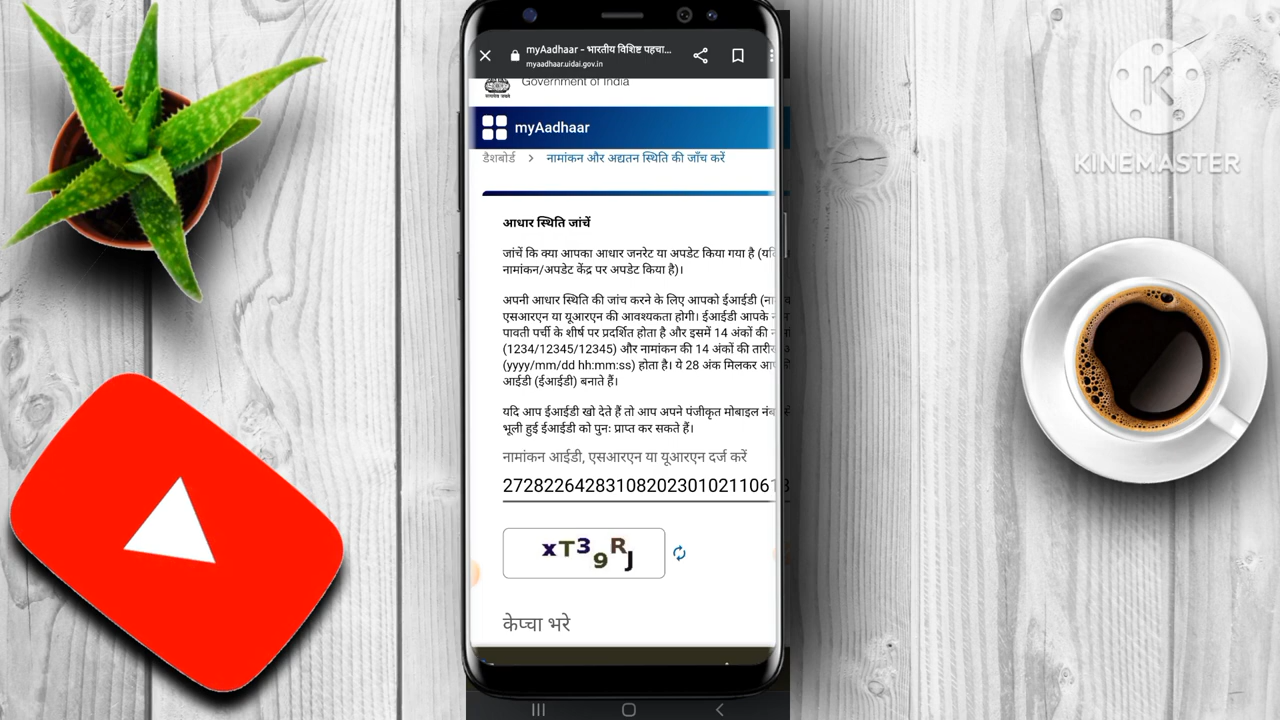 myAadhaar - भारतीय विशिष्ट पहचा...
myaadhaar.uidai.gov.in
Government of India
सत्यमेव जयते
myAadhaar
डैशबोर्ड > नामांकन और अद्यतन स्थिति की जाँच करें
आधार स्थिति जांचें
जांचें कि क्या आपका आधार जनरेट या अपडेट किया गया है
नामांकन/अपडेट केंद्र पर अपडेट किया है)।
अपनी आधार स्थिति की जांच करने के लिए आपको ईआईडी
एसआरएन या यूआरएन की आवश्यकता होगी। ईआईडी आपके
पावती पर्ची के शीर्ष पर प्रदर्शित होता है और इसमें 14 अंकों की
(1234/12345/12345) और नामांकन की 14 अंकों की
(yyyy/mm/dd hh:mm:ss) होता है। ये 28 अंक मिलकर
आईडी (ईआईडी) बनाते हैं।
यदि आप ईआईडी खो देते हैं तो आप अपने पंजीकृत मोबाइल
भूली हुई ईआईडी को पुनः प्राप्त कर सकते हैं।
नामांकन आईडी, एसआरएन या यूआरएन दर्ज करें
2728226428310820230102110618
xT39RJ
केप्चा भरे
K
KINEMASTER